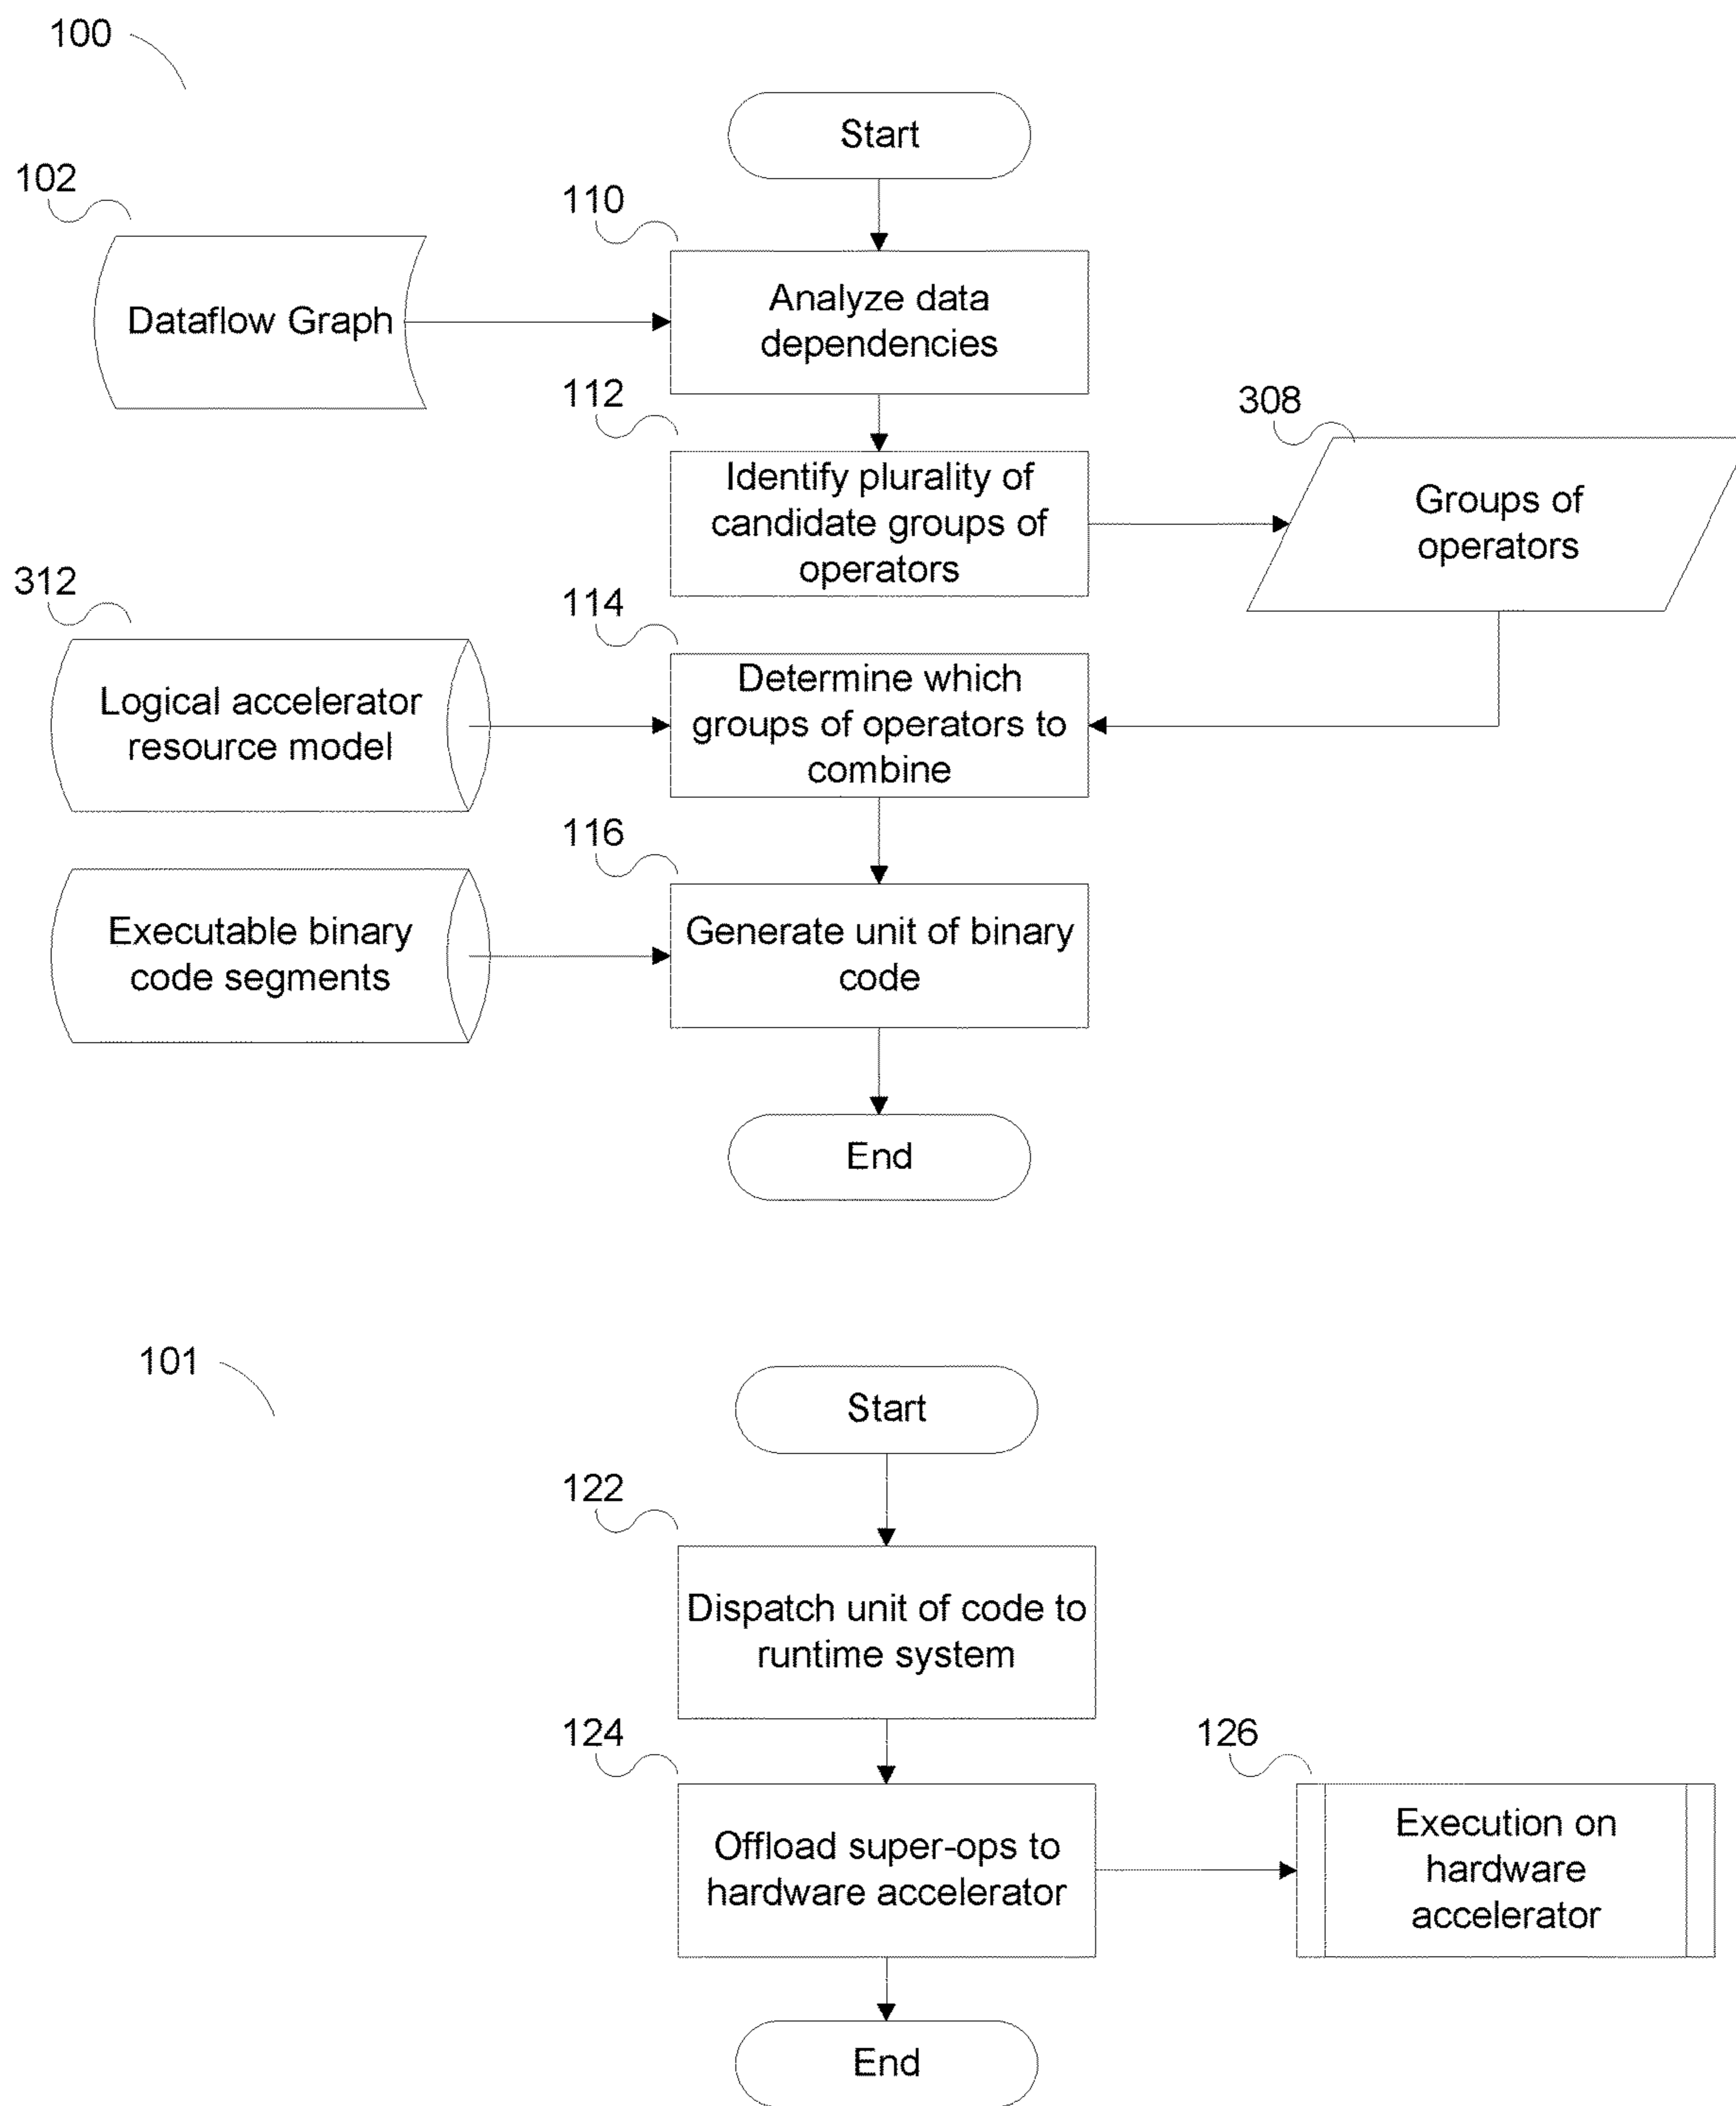 100
Start
102
110
Dataflow Graph
Analyze data
dependencies
112
308
Identify plurality of
candidate groups of
operators
Groups of
operators
312
114
Logical accelerator
resource model
Determine which
groups of operators to
combine
116
Executable binary
code segments
Generate unit of binary
code
End
101
Start
122
Dispatch unit of code to
runtime system
124
126
Offload super-ops to
hardware accelerator
Execution on
hardware
accelerator
End